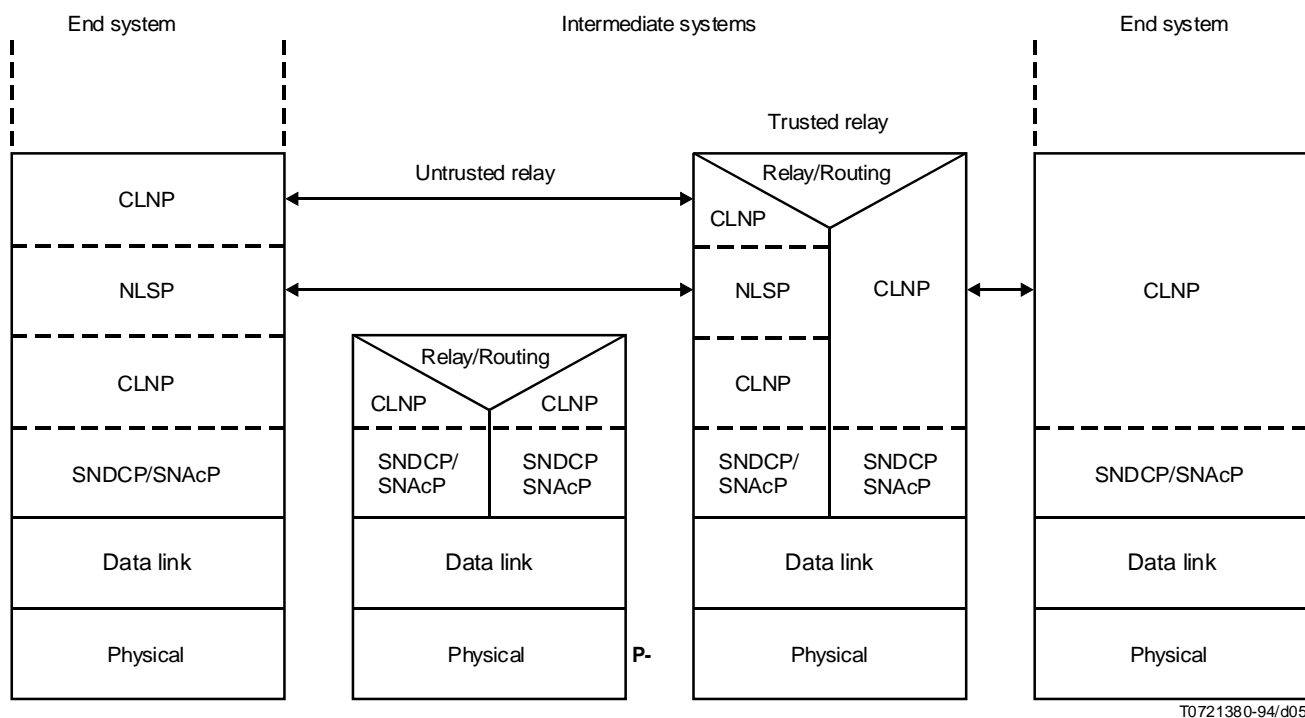 End system
Intermediate systems
End system
Trusted relay
Untrusted relay
Relay/Routing
CLNP
CLNP
NLSP
NLSP
CLNP
CLNP
Relay/Routing
CLNP
CLNP
CLNP
CLNP
SNDCP/SNAcP
SNDCP/
SNAcP
SNDCP
SNAcP
SNDCP/
SNAcP
SNDCP
SNAcP
SNDCP/SNAcP
Data link
Data link
Data link
Data link
Physical
Physical
P-
Physical
Physical
T0721380-94/d05